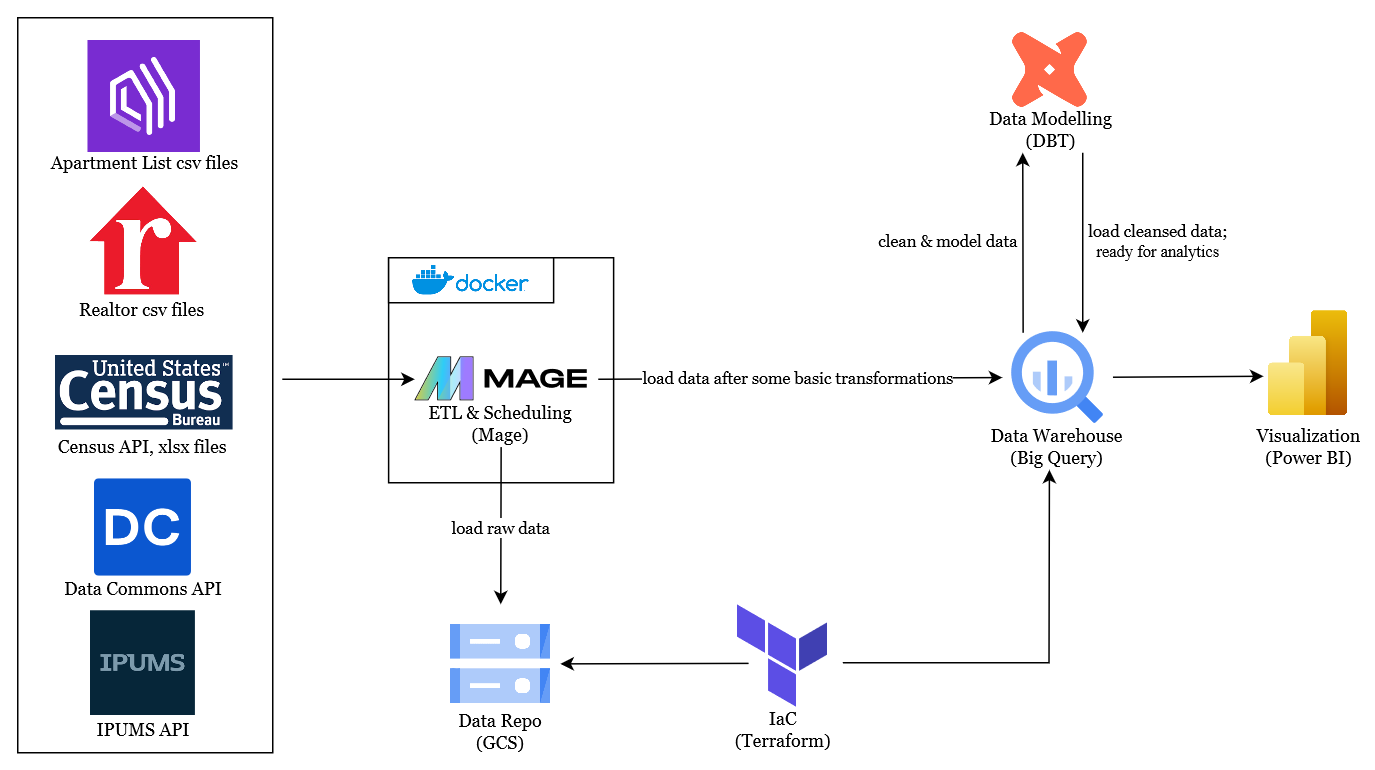 Apartment List csv files
r
Realtor csv files
United States™
Census
Bureau
Census API, xlsx files
DC
Data Commons API
IPUMS
IPUMS API
docker
MAGE
ETL & Scheduling
(Mage)
load raw data
Data Repo
(GCS)
load data after some basic transformations
IaC
(Terraform)
Data Modelling
(DBT)
clean & model data
load cleansed data;
ready for analytics
Data Warehouse
(Big Query)
Visualization
(Power BI)